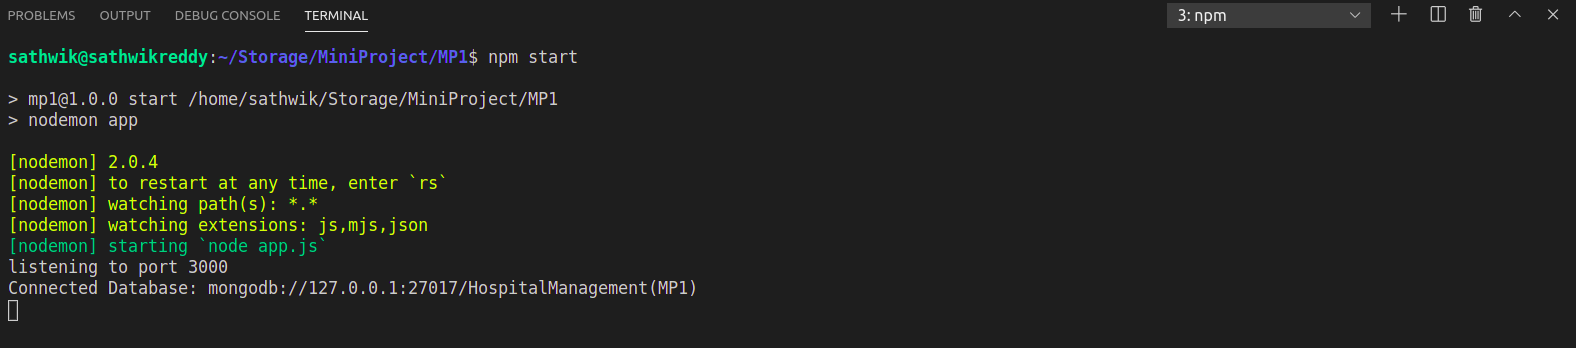 PROBLEMS OUTPUT DEBUG CONSOLE TERMINAL 3: npm
sathwik@sathwikreddy:~/Storage/MiniProject/MP1$ npm start
> mp1@1.0.0 start /home/sathwik/Storage/MiniProject/MP1
> nodemon app
[nodemon] 2.0.4
[nodemon] to restart at any time, enter `rs`
[nodemon] watching path(s): *.*
[nodemon] watching extensions: js,mjs,json
[nodemon] starting `node app.js`
listening to port 3000
Connected Database: mongodb://127.0.0.1:27017/HospitalManagement(MP1)